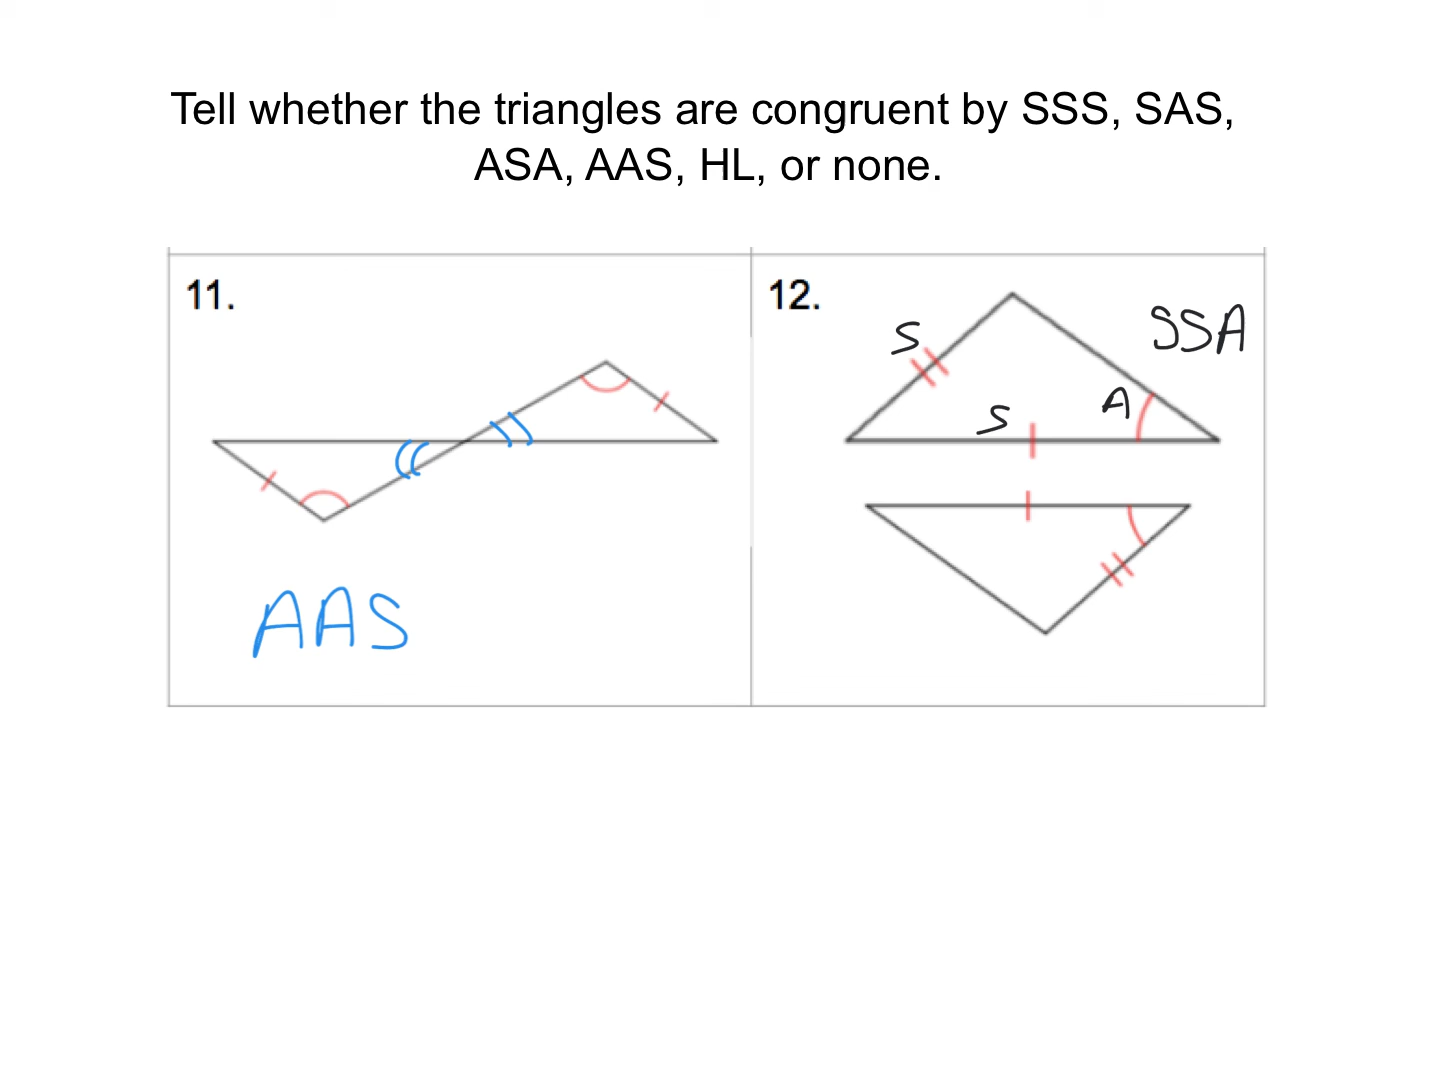 Tell whether the triangles are congruent by SSS, SAS,
ASA, AAS, HL, or none.
11.
AAS
12.
S
SSA
S
A